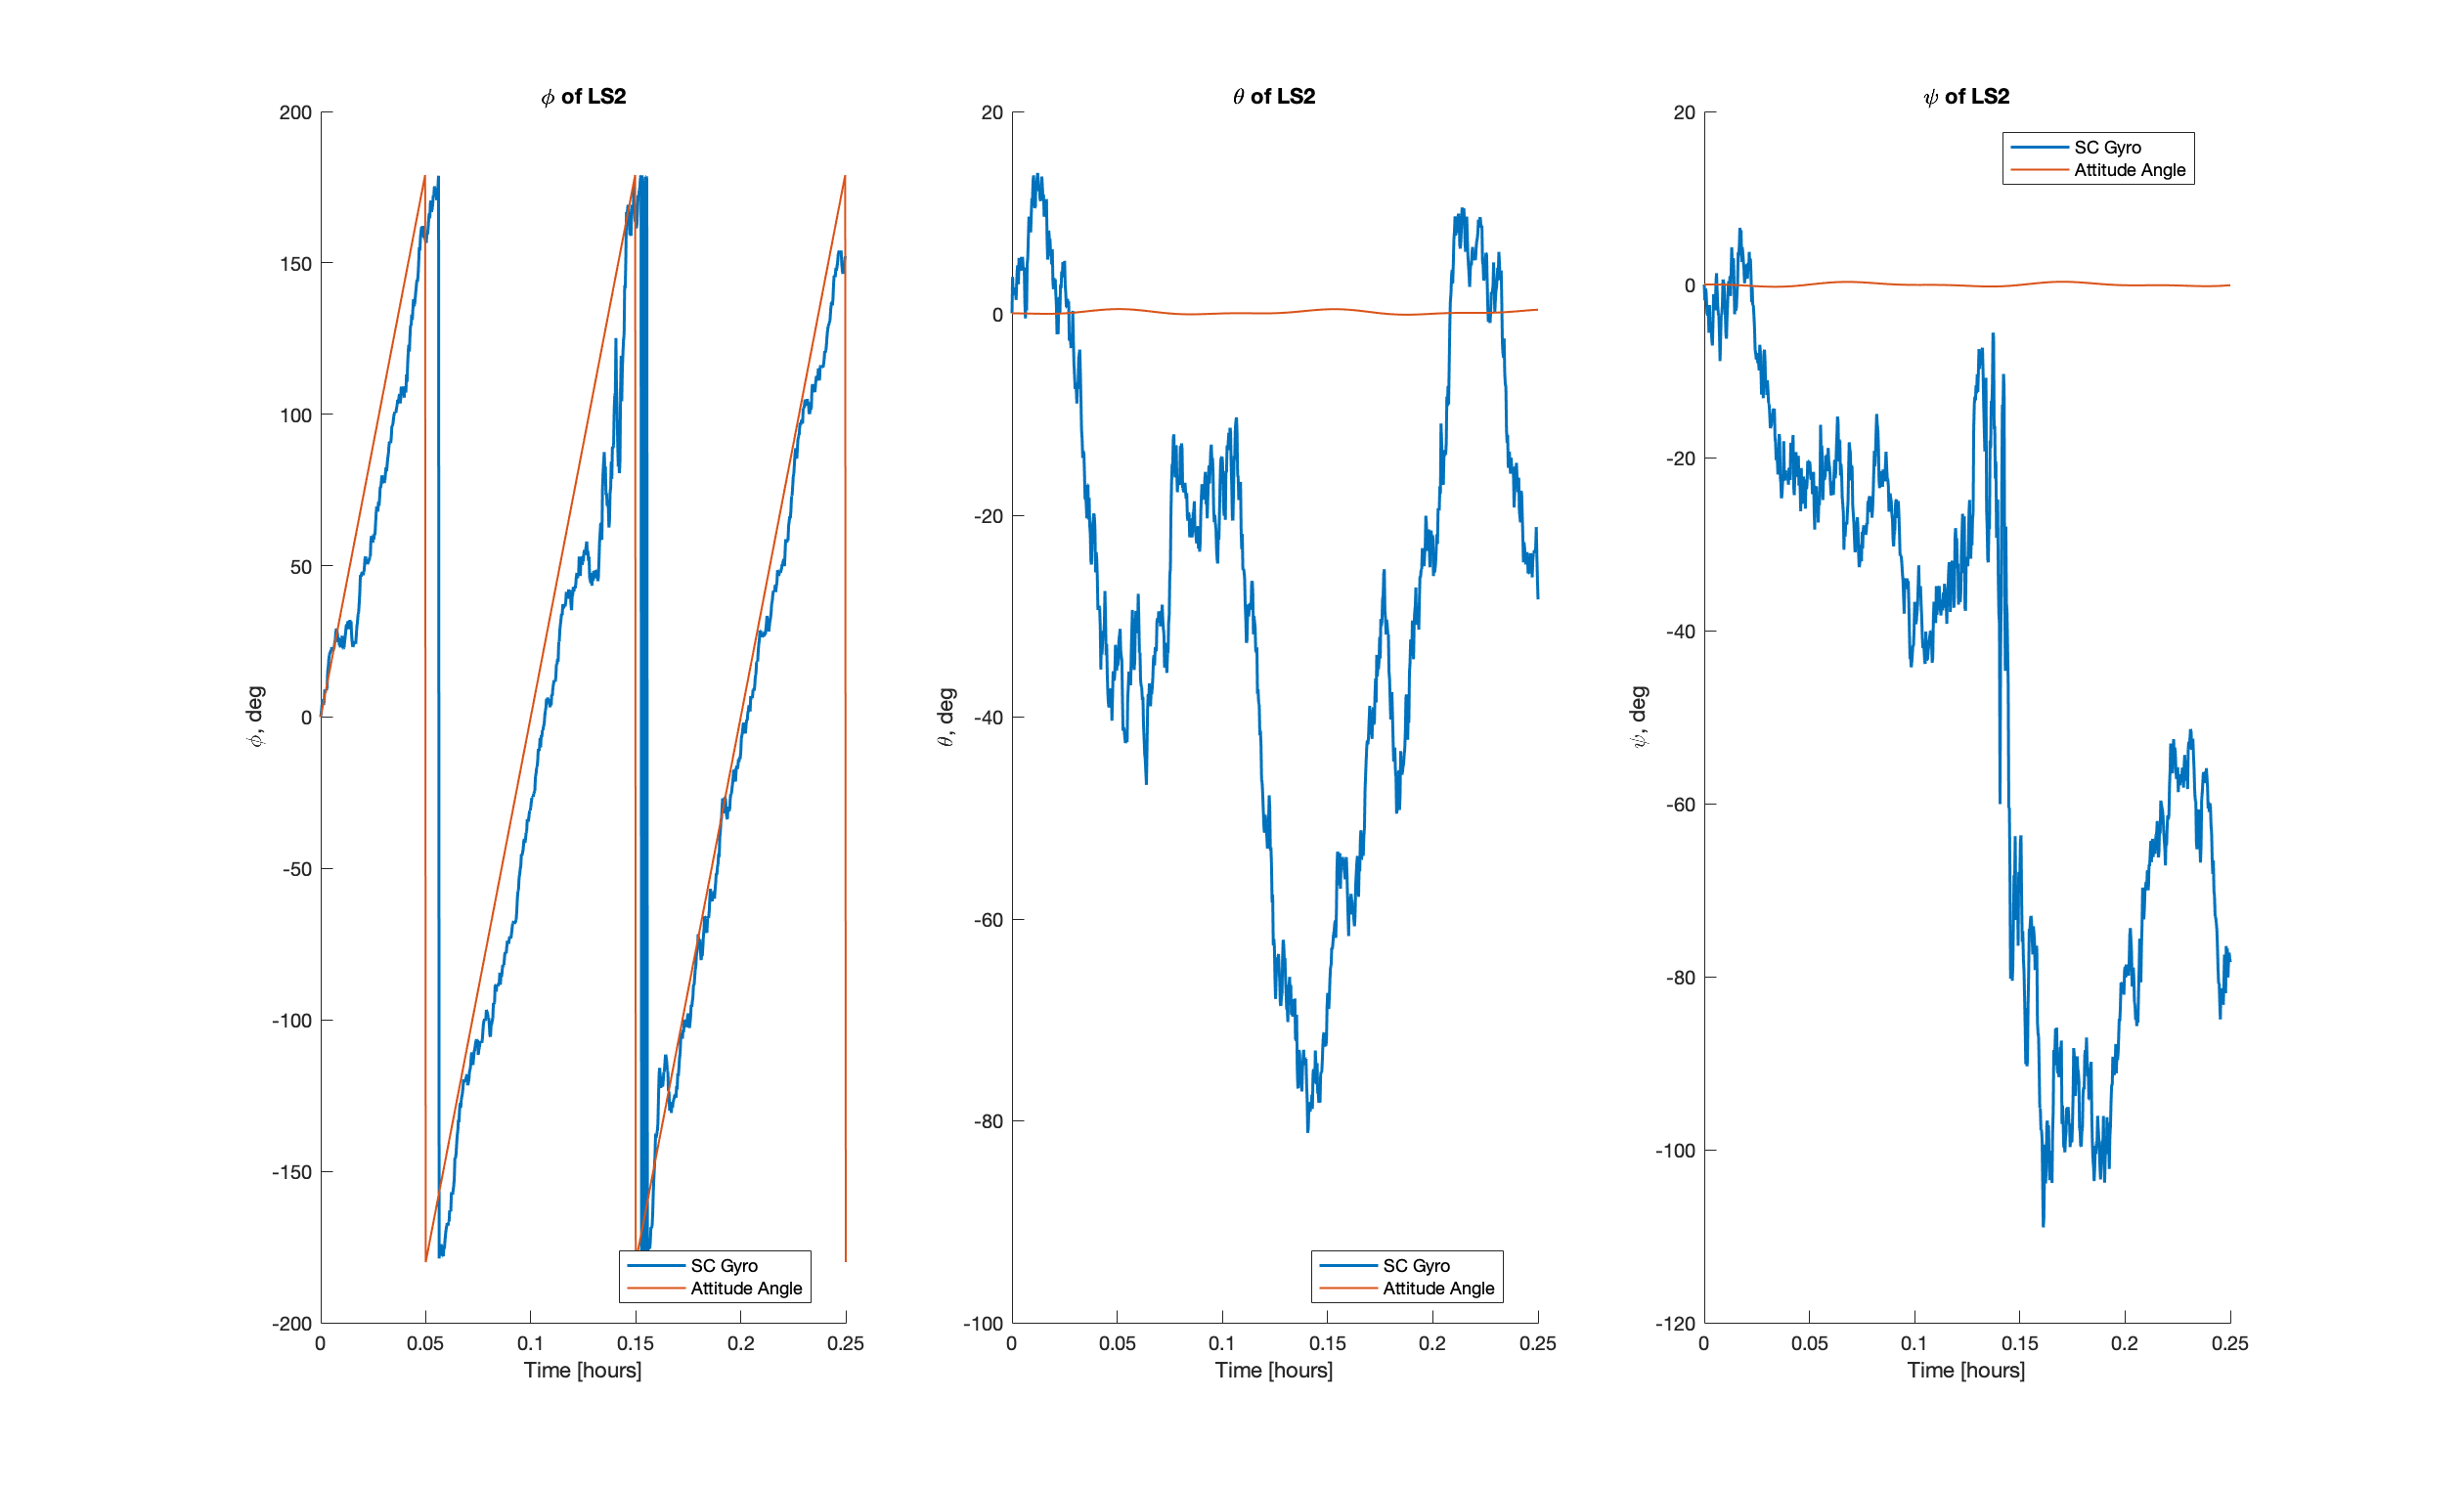 ϕ of LS2
200
150
100
50
0
-50
-100
-150
-200
ϕ, deg
0
0.05
0.1
0.15
0.2
0.25
Time [hours]
SC Gyro
Attitude Angle
θ of LS2
20
0
-20
-40
-60
-80
-100
θ, deg
0
0.05
0.1
0.15
0.2
0.25
Time [hours]
SC Gyro
Attitude Angle
ψ of LS2
20
0
-20
-40
-60
-80
-100
-120
ψ, deg
0
0.05
0.1
0.15
0.2
0.25
Time [hours]
SC Gyro
Attitude Angle